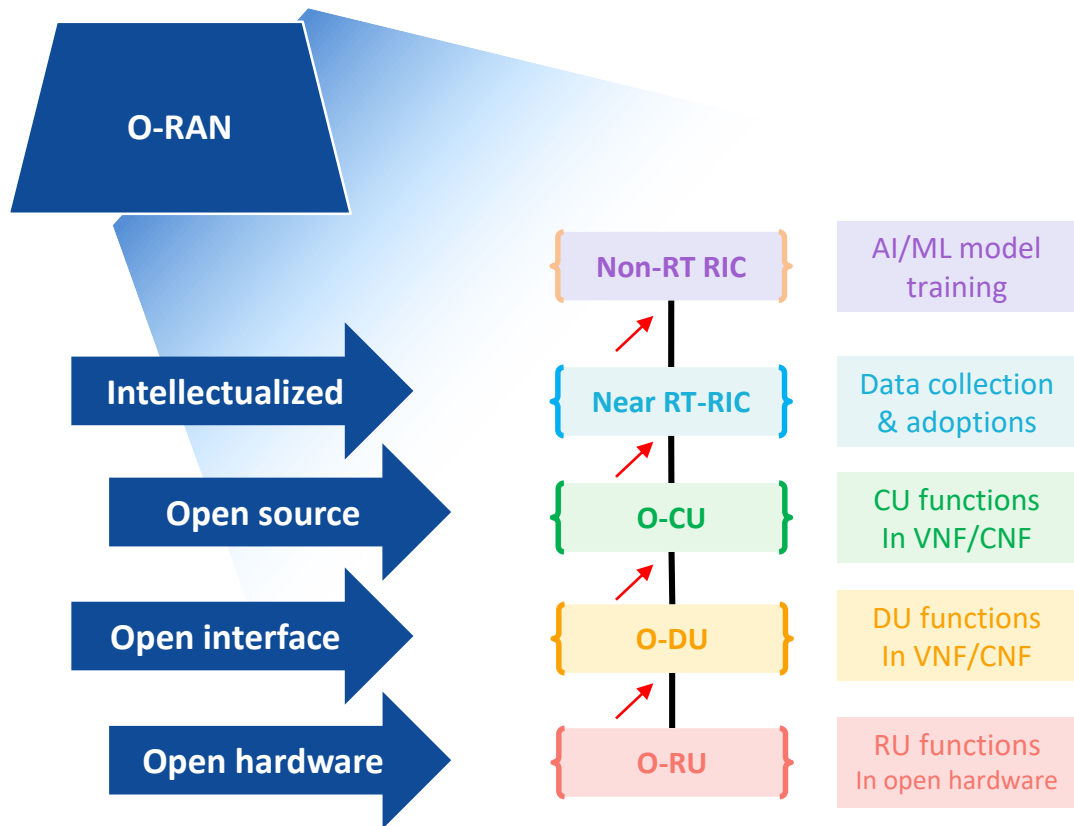 O-RAN
Non-RT RIC
AI/ML model
training
Intellectualized
Near RT-RIC
Data collection
& adoptions
Open source
O-CU
CU functions
In VNF/CNF
Open interface
O-DU
DU functions
In VNF/CNF
Open hardware
O-RU
RU functions
In open hardware